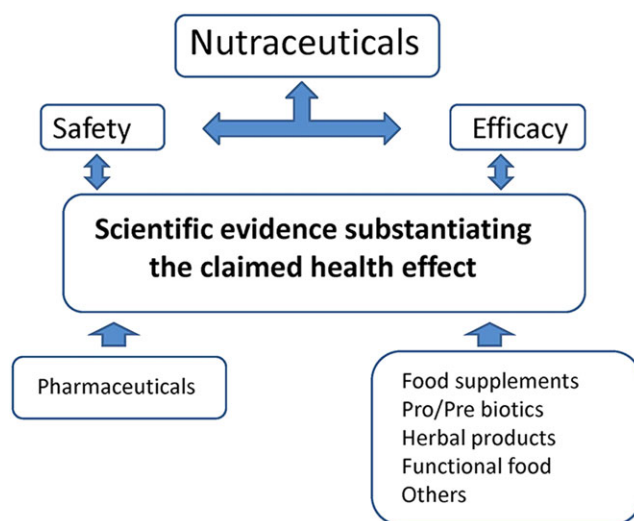 Nutraceuticals
Safety
Efficacy
Scientific evidence substantiating
the claimed health effect
Pharmaceuticals
Food supplements
Pro/Pre biotics
Herbal products
Functional food
Others